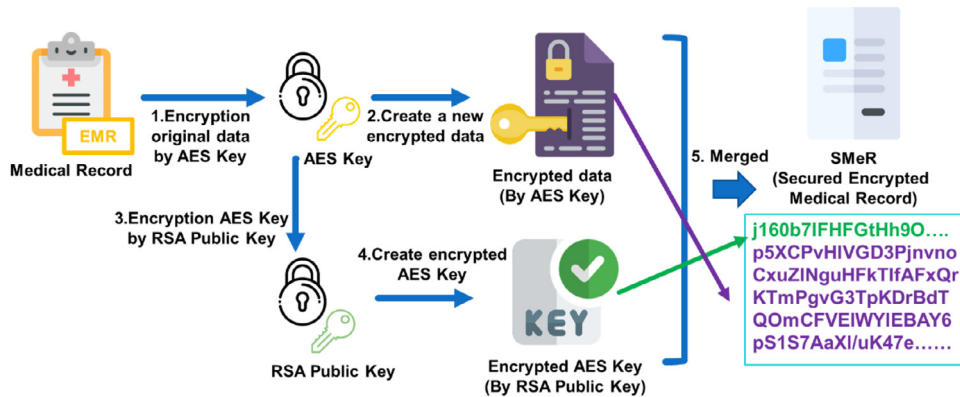 EMR
Medical Record
1.Encryption
original data
by AES Key
AES Key
2.Create a new
encrypted data
Encrypted data
(By AES Key)
3.Encryption AES Key
by RSA Public Key
RSA Public Key
4.Create encrypted
AES Key
KEY
Encrypted AES Key
(By RSA Public Key)
5. Merged
SMeR
(Secured Encrypted
Medical Record)
j160b7IFHFGtHh9O....
p5XCPvHIVGD3Pjnvno
CxuZINguHFkTIfAFxQr
KTmPgvG3TpKDrBdT
QOmCFVEIWYIEBAY6
pS1S7AaXI/uK47e......